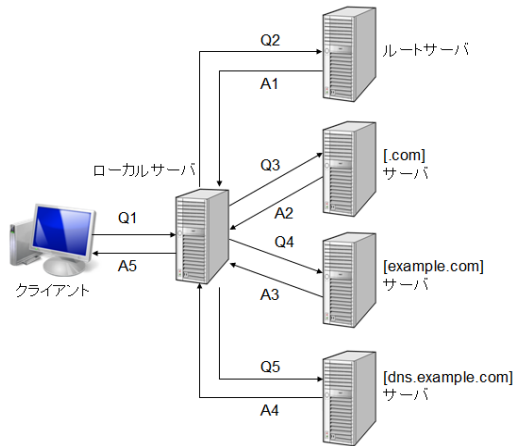 Q2
ルートサーバ
A1
ローカルサーバ
Q3
[.com]
サーバ
A2
Q1
Q4
A5
A3
[example.com]
サーバ
クライアント
Q5
[dns.example.com]
サーバ
A4